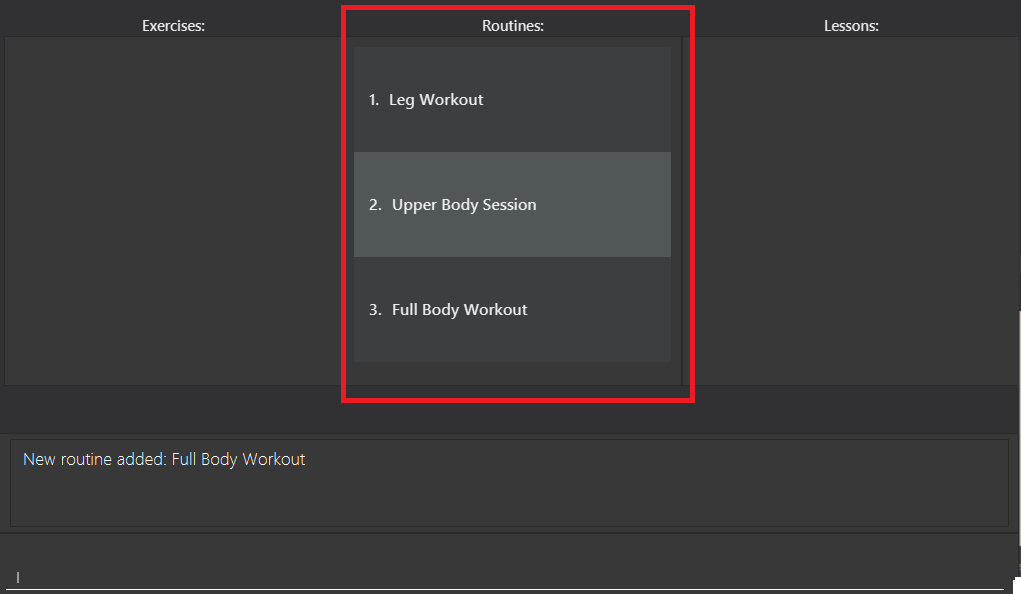 Exercises:
Routines:
Lessons:
1. Leg Workout
2. Upper Body Session
3. Full Body Workout
New routine added: Full Body Workout